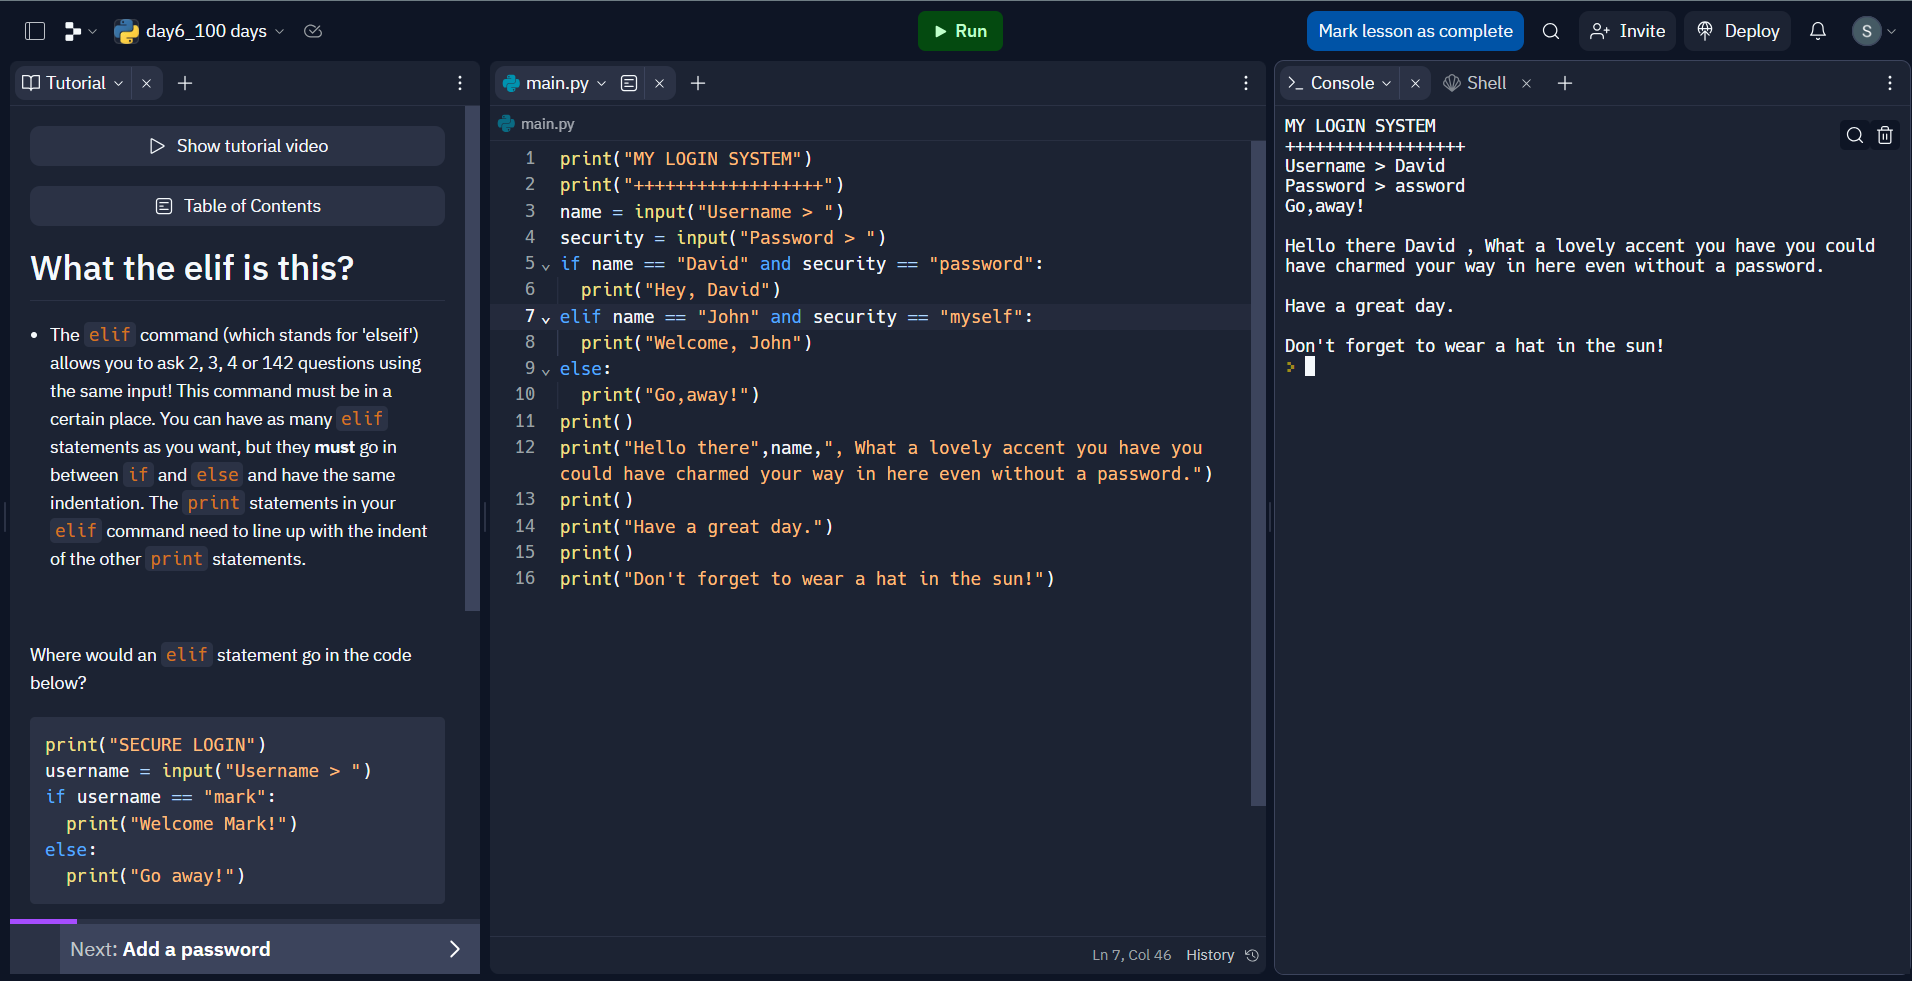 day6_100 days
Run
Mark lesson as complete
Invite
Deploy
S
Tutorial
Show tutorial video
Table of Contents
What the elif is this?
• The elif command (which stands for 'elseif')
allows you to ask 2, 3, 4 or 142 questions using
the same input! This command must be in a
certain place. You can have as many elif
statements as you want, but they must go in
between if and else and have the same
indentation. The print statements in your
elif command need to line up with the indent
of the other print statements.
Where would an elif statement go in the code
below?
print("SECURE LOGIN")
username = input("Username > ")
if username == "mark":
  print("Welcome Mark!")
else:
  print("Go away!")
Next: Add a password
main.py
main.py
1 print("MY LOGIN SYSTEM")
2 print("++++++++++++++++++")
3 name = input("Username > ")
4 security = input("Password > ")
5 if name == "David" and security == "password":
6   print("Hey, David")
7 elif name == "John" and security == "myself":
8   print("Welcome, John")
9 else:
10   print("Go,away!")
11 print()
12 print("Hello there",name,", What a lovely accent you have you
could have charmed your way in here even without a password.")
13 print()
14 print("Have a great day.")
15 print()
16 print("Don't forget to wear a hat in the sun!")
Ln 7, Col 46 History
Console
Shell
MY LOGIN SYSTEM
++++++++++++++++++
Username > David
Password > assword
Go,away!
Hello there David , What a lovely accent you have you could
have charmed your way in here even without a password.
Have a great day.
Don't forget to wear a hat in the sun!
>